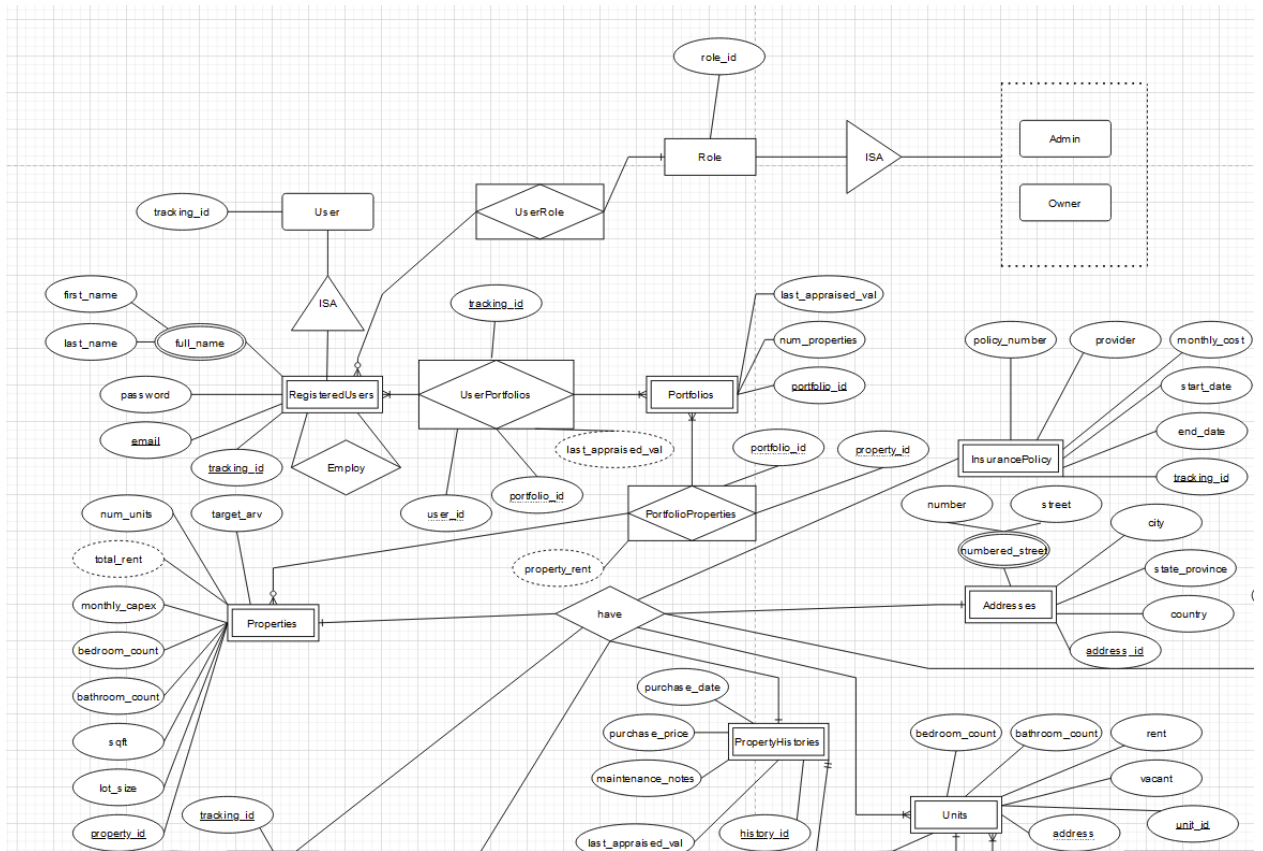 role_id
Role
ISA
Admin
Owner
tracking_id
User
UserRole
first_name
last_name
full_name
ISA
tracking_id
last_appraised_val
num_properties
portfolio_id
policy_number
provider
monthly_cost
start_date
end_date
tracking_id
password
email
RegisteredUsers
UserPortfolios
Portfolios
InsurancePolicy
tracking_id
Employ
user_id
portfolio_id
last_appraised_val
portfolio_id
property_id
PortfolioProperties
property_rent
number
street
numbered_street
city
state_province
country
address_id
Addresses
num_units
target_arv
total_rent
monthly_capex
bedroom_count
bathroom_count
sqft
lot_size
property_id
Properties
have
tracking_id
purchase_date
purchase_price
maintenance_notes
last_appraised_val
history_id
PropertyHistories
bedroom_count
bathroom_count
rent
vacant
unit_id
address
Units